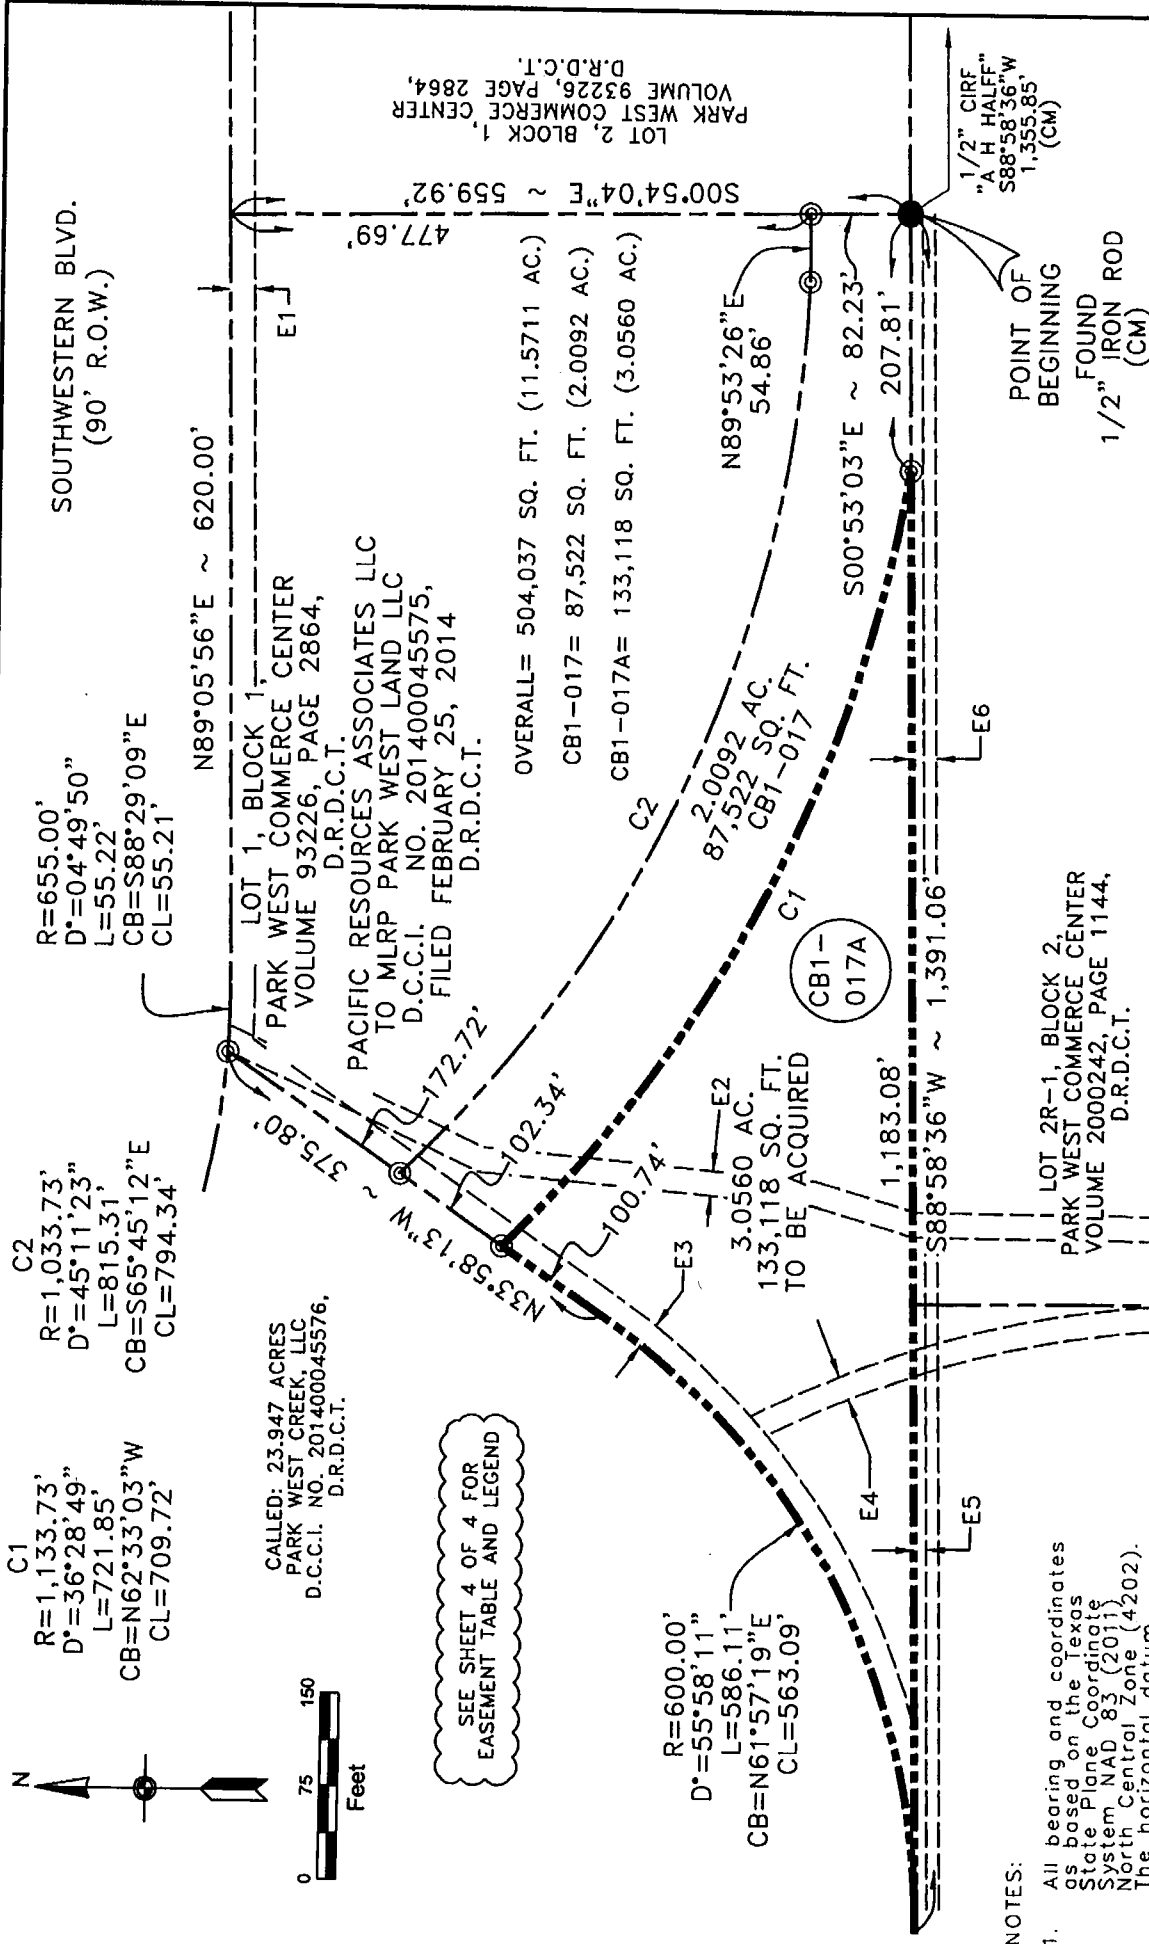 N
0
75
150
Feet
C1
R=1,133.73'
D°=36°28'49"
L=721.85'
CB=N62°33'03"W
CL=709.72'
C2
R=1,033.73'
D°=45°11'23"
L=815.31'
CB=S65°45'12"E
CL=794.34'
R=655.00'
D°=04°49'50"
L=55.22'
CB=S88°29'09"E
CL=55.21'
SOUTHWESTERN BLVD.
(90' R.O.W.)
N89°05'56"E ~ 620.00'
E1
LOT 1, BLOCK 1,
PARK WEST COMMERCE CENTER
VOLUME 93226, PAGE 2864,
D.R.D.C.T.
PACIFIC RESOURCES ASSOCIATES LLC
TO MLRP PARK WEST LAND LLC
D.C.C.I. NO. 201400045575,
FILED FEBRUARY 25, 2014
D.R.D.C.T.
CALLED: 23.947 ACRES
PARK WEST CREEK, LLC
D.C.C.I. NO. 201400045576,
D.R.D.C.T.
SEE SHEET 4 OF 4 FOR
EASEMENT TABLE AND LEGEND
N33°58'13"W ~ 375.80'
172.72'
102.34'
100.74'
OVERALL= 504,037 SQ. FT. (11.5711 AC.)
CB1-017= 87,522 SQ. FT. (2.0092 AC.)
CB1-017A= 133,118 SQ. FT. (3.0560 AC.)
477.69'
S00°54'04"E ~ 559.92'
LOT 2, BLOCK 1,
PARK WEST COMMERCE CENTER
VOLUME 93226, PAGE 2864,
D.R.D.C.T.
C2
2.0092 AC.
87,522 SQ. FT.
CB1-017
C1
N89°53'26"E
54.86'
S00°53'03"E ~ 82.23'
207.81'
R=600.00'
D°=55°58'11"
L=586.11'
CB=N61°57'19"E
CL=563.09'
E3
E2
3.0560 AC.
133,118 SQ. FT.
TO BE ACQUIRED
CB1-
017A
E4
E5
E6
1,183.08'
S88°58'36"W ~ 1,391.06'
1/2" CIRF
"A H HALFF"
S88°58'36"W
1,355.85'
(CM)
POINT OF
BEGINNING
FOUND
1/2" IRON ROD
(CM)
LOT 2R-1, BLOCK 2,
PARK WEST COMMERCE CENTER
VOLUME 2000242, PAGE 1144,
D.R.D.C.T.
NOTES:
1. All bearing and coordinates
as based on the Texas
State Plane Coordinate
System NAD 83 (2011)
North Central Zone (4202).
The horizontal datum